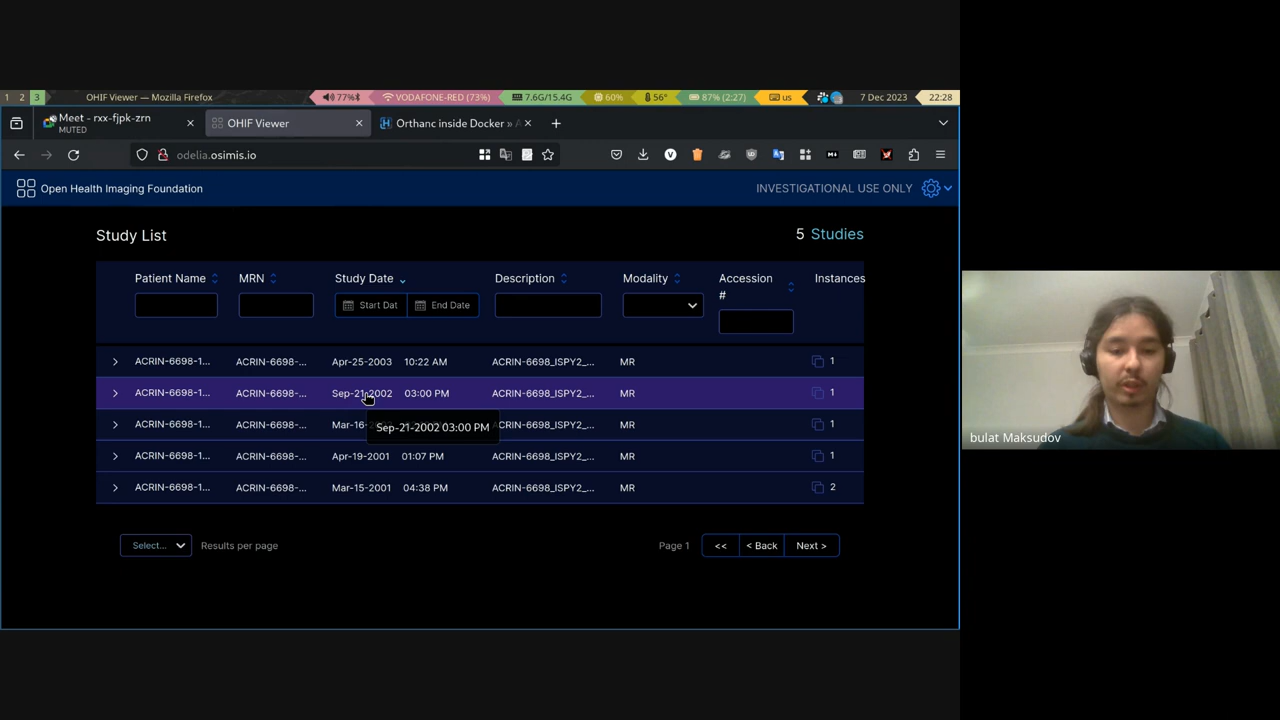 1 2 3 OHIF Viewer — Mozilla Firefox 77% VODAFONE-RED (73%) 7.6G/15.4G 60% 56° 87% (2:27) us 7 Dec 2023 22:28
Meet - rxx-fjpk-zrn
MUTED
OHIF Viewer
Orthanc inside Docker »
odelia.osimis.io
Open Health Imaging Foundation
INVESTIGATIONAL USE ONLY
Study List
5 Studies
Patient Name MRN Study Date Description Modality Accession # Instances
Start Dat End Date
ACRIN-6698-1... ACRIN-6698-... Apr-25-2003 10:22 AM ACRIN-6698_ISPY2_... MR 1
ACRIN-6698-1... ACRIN-6698-... Sep-21-2002 03:00 PM ACRIN-6698_ISPY2_... MR 1
ACRIN-6698-1... ACRIN-6698-... Mar-16- ACRIN-6698_ISPY2_... MR 1
Sep-21-2002 03:00 PM
ACRIN-6698-1... ACRIN-6698-... Apr-19-2001 01:07 PM ACRIN-6698_ISPY2_... MR 1
ACRIN-6698-1... ACRIN-6698-... Mar-15-2001 04:38 PM ACRIN-6698_ISPY2_... MR 2
Select... Results per page
Page 1 << < Back Next >
bulat Maksudov